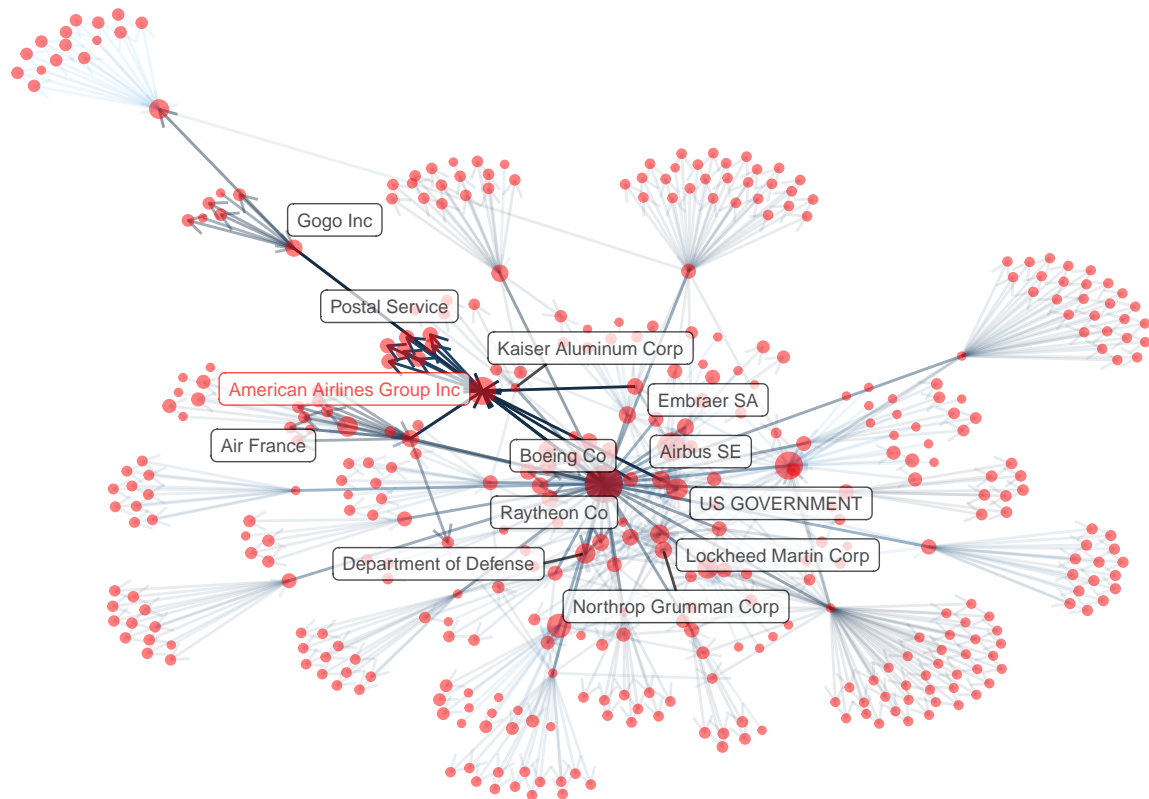 Gogo Inc
Postal Service
Kaiser Aluminum Corp
American Airlines Group Inc
Embraer SA
Air France
Boeing Co
Airbus SE
US GOVERNMENT
Raytheon Co
Department of Defense
Lockheed Martin Corp
Northrop Grumman Corp